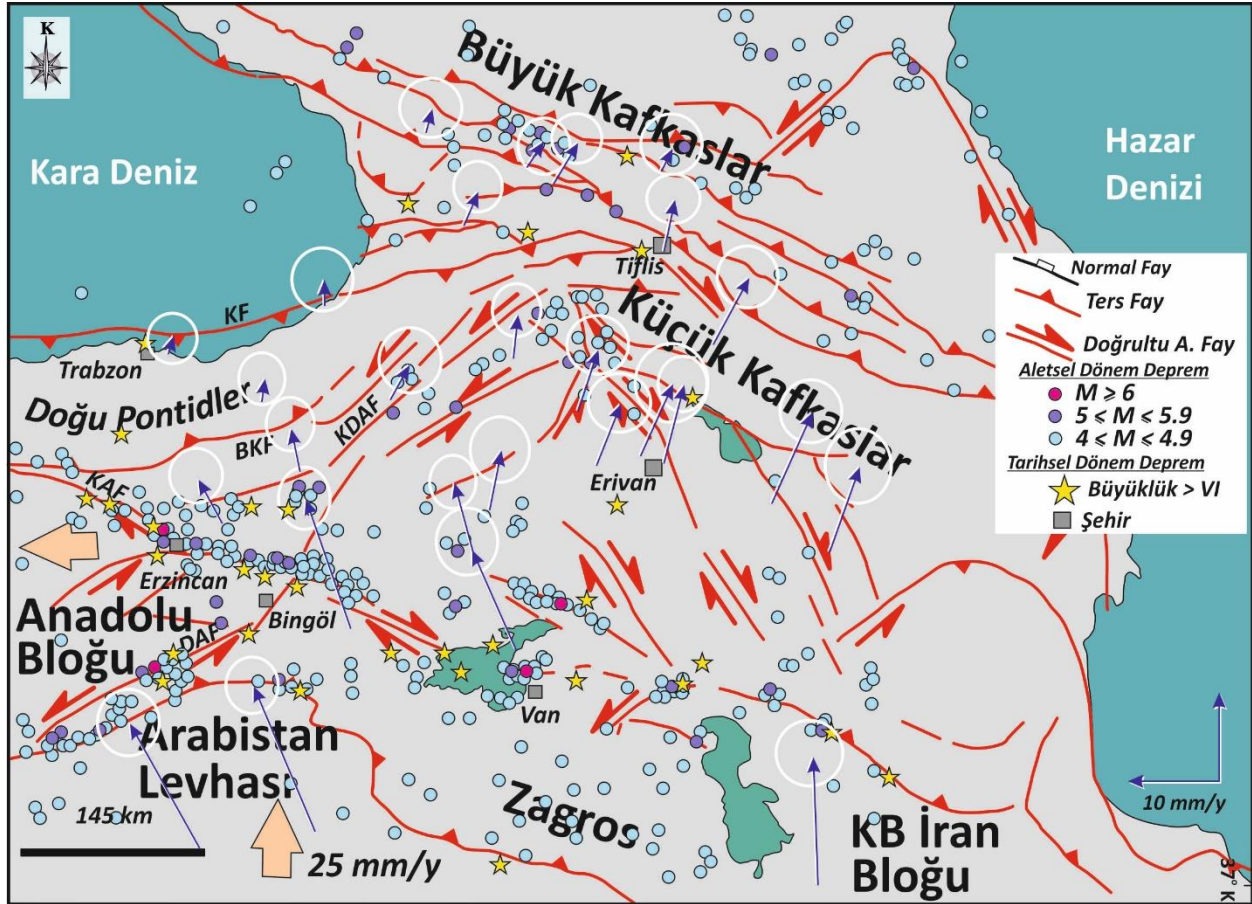 K
Büyük Kafkaslar
Kara Deniz
Hazar
Denizi
Tiflis
KF
Trabzon
Küçük Kafkaslar
Doğu Pontidler
BKF
KDAF
KAF
Erivan
Erzincan
Anadolu
Bloğu
Bingöl
DAF
Van
Arabistan
Levhası
Zagros
145 km
25 mm/y
KB İran
Bloğu
10 mm/y
37° K
Normal Fay
Ters Fay
Doğrultu A. Fay
Aletsel Dönem Deprem
M ⩾ 6
5 ⩽ M ⩽ 5.9
4 ⩽ M ⩽ 4.9
Tarihsel Dönem Deprem
Büyüklük > VI
Şehir